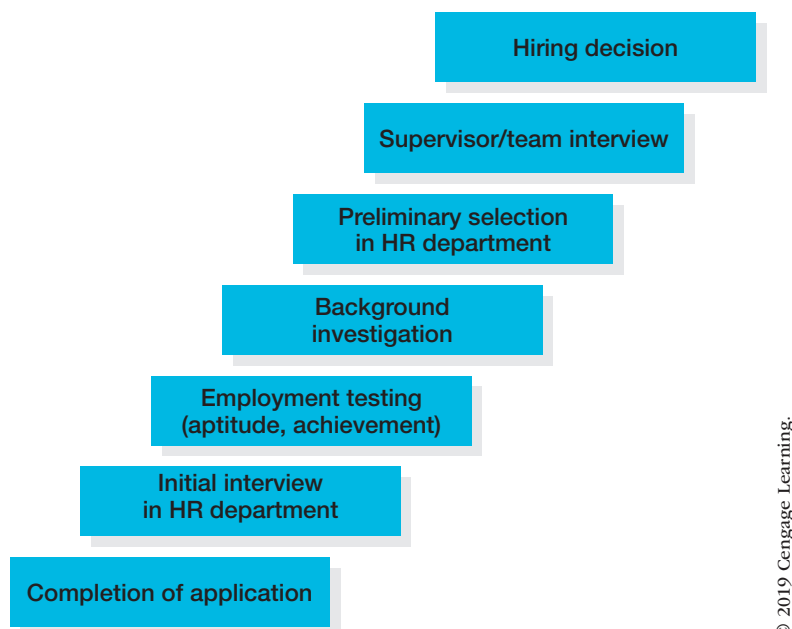 Hiring decision
Supervisor/team interview
Preliminary selection
in HR department
Background
investigation
Employment testing
(aptitude, achievement)
Initial interview
in HR department
Completion of application
© 2019 Cengage Learning.